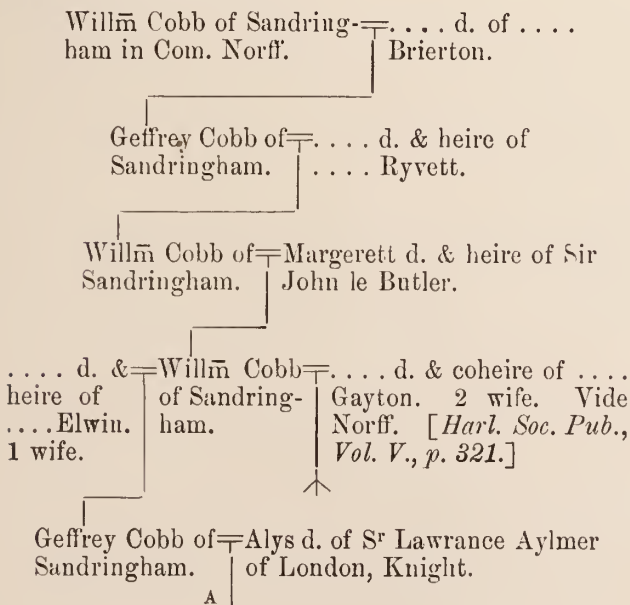 Willm̄ Cobb of Sandring-=. . . . d. of . . . .
ham in Com. Norff. Brierton.
Geffrey Cobb of=. . . . d. & heire of
Sandringham. . . . . Ryvett.
Willm̄ Cobb of=Margerett d. & heire of Sir
Sandringham. John le Butler.
. . . . d. &=Willm̄ Cobb=. . . . d. & coheire of . . . .
heire of of Sandring- Gayton. 2 wife. Vide
. . . . Elwin. ham. Norff. [Harl. Soc. Pub.,
1 wife. Vol. V., p. 321.]
Geffrey Cobb of=Alys d. of Sʳ Lawrance Aylmer
Sandringham. of London, Knight.
A